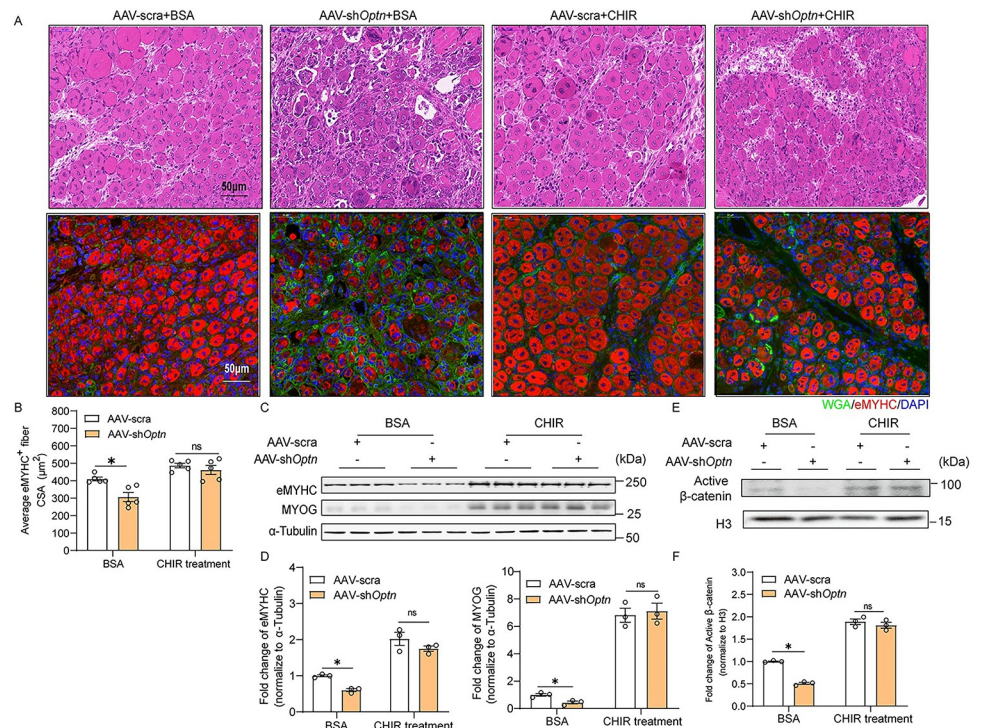 A
AAV-scra+BSA
AAV-shOptn+BSA
AAV-scra+CHIR
AAV-shOptn+CHIR
50μm
50μm
WGA/eMYHC/DAPI
B
Average eMYHC+ fiber
CSA (μm²)
800
700
600
500
400
300
200
100
0
AAV-scra
AAV-shOptn
*
ns
BSA
CHIR treatment
C
BSA
CHIR
AAV-scra
+
-
+
-
AAV-shOptn
-
+
-
+
(kDa)
eMYHC
250
MYOG
25
α-Tubulin
50
D
Fold change of eMYHC
(normalize to α-Tubulin)
4
3
2
1
0
AAV-scra
AAV-shOptn
*
ns
BSA
CHIR treatment
Fold change of MYOG
(normalize to α-Tubulin)
10
8
6
4
2
0
AAV-scra
AAV-shOptn
*
ns
BSA
CHIR treatment
E
BSA
CHIR
AAV-scra
+
-
+
-
AAV-shOptn
-
+
-
+
(kDa)
Active
β-catenin
100
H3
15
F
Fold change of Active β-catenin
(normalize to H3)
3.0
2.5
2.0
1.5
1.0
0.5
0.0
AAV-scra
AAV-shOptn
*
ns
BSA
CHIR treatment